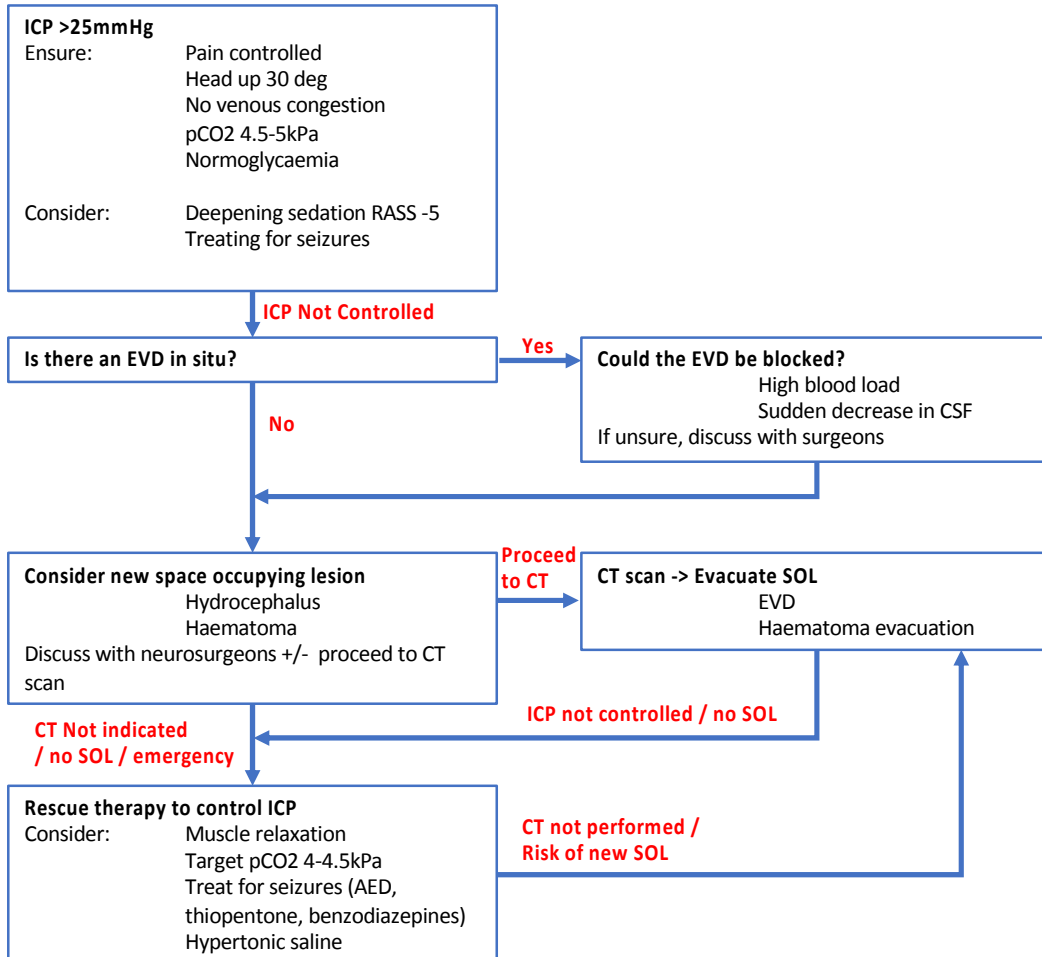 ICP >25mmHg
Ensure: Pain controlled
Head up 30 deg
No venous congestion
pCO2 4.5-5kPa
Normoglycaemia
Consider: Deepening sedation RASS -5
Treating for seizures
ICP Not Controlled
Is there an EVD in situ?
Yes
Could the EVD be blocked?
High blood load
Sudden decrease in CSF
If unsure, discuss with surgeons
No
Consider new space occupying lesion
Hydrocephalus
Haematoma
Discuss with neurosurgeons +/- proceed to CT
scan
Proceed
to CT
CT scan -> Evacuate SOL
EVD
Haematoma evacuation
ICP not controlled / no SOL
CT Not indicated
/ no SOL / emergency
Rescue therapy to control ICP
Consider: Muscle relaxation
Target pCO2 4-4.5kPa
Treat for seizures (AED,
thiopentone, benzodiazepines)
Hypertonic saline
CT not performed /
Risk of new SOL